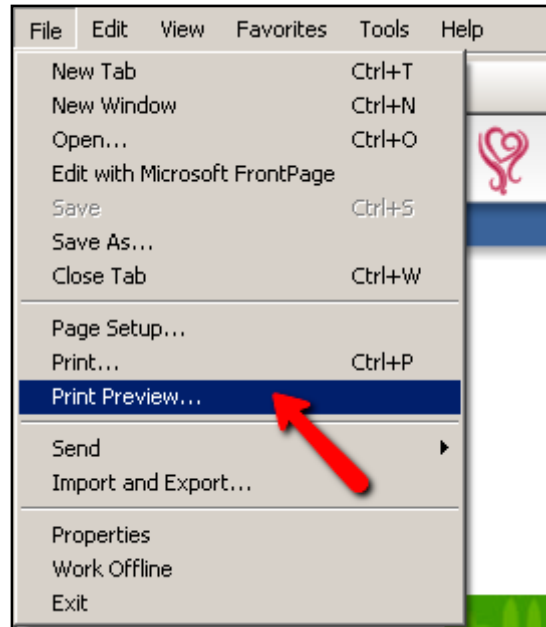 File Edit View Favorites Tools Help
New Tab Ctrl+T
New Window Ctrl+N
Open... Ctrl+O
Edit with Microsoft FrontPage
Save Ctrl+S
Save As...
Close Tab Ctrl+W
Page Setup...
Print... Ctrl+P
Print Preview...
Send
Import and Export...
Properties
Work Offline
Exit